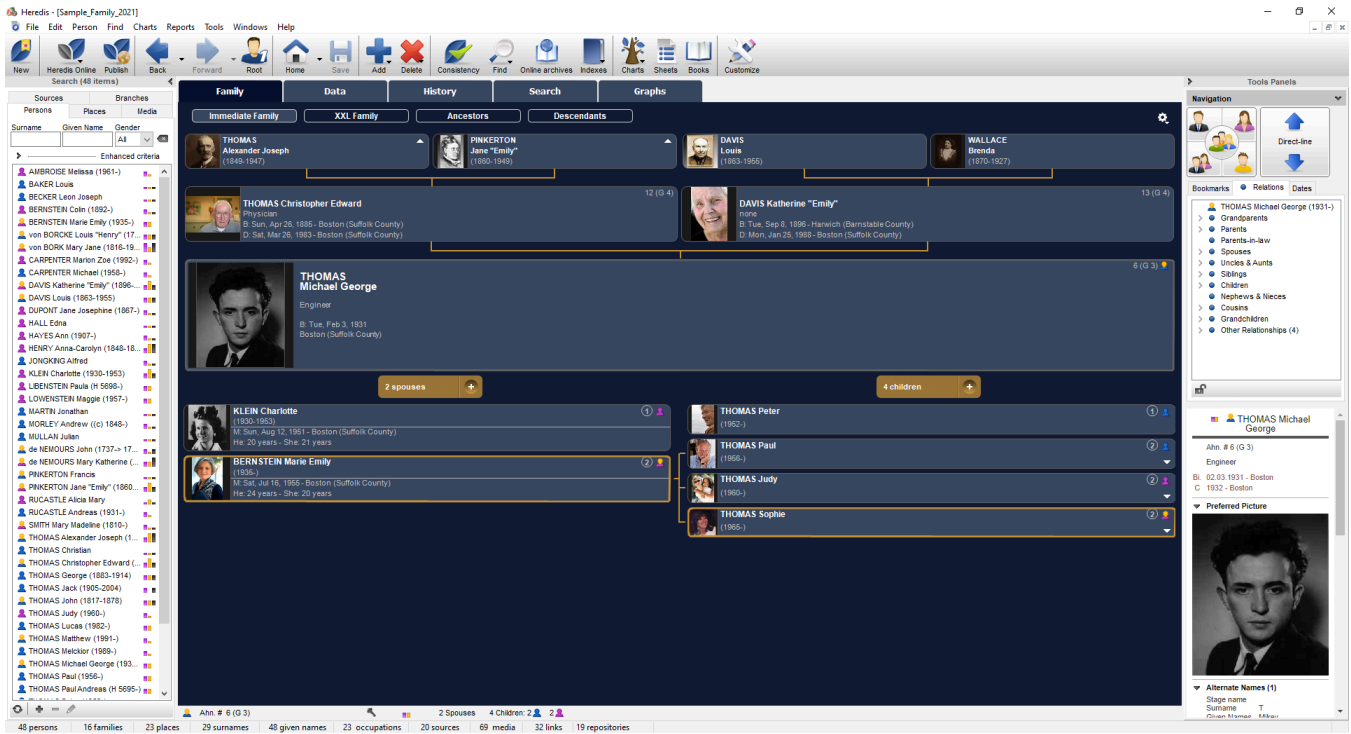 Heredis - [Sample_Family_2021]
File Edit Person Find Charts Reports Tools Windows Help
New Heredis Online Publish Back Forward Root Home Save Add Delete Consistency Find Online archives Indexes Charts Sheets Books Customize
Search (48 items)
Sources Branches
Persons Places Media
Surname Given Name Gender
All
Enhanced criteria
AMBROISE Melissa (1961-)
BAKER Louis
BECKER Leon Joseph
BERNSTEIN Colin (1892-)
BERNSTEIN Marie Emily (1935-)
von BORCKE Louis "Henry" (17...
von BORK Mary Jane (1816-19...
CARPENTER Marion Zoe (1992-)
CARPENTER Michael (1958-)
DAVIS Katherine "Emily" (1896-...
DAVIS Louis (1863-1955)
DUPONT Jane Josephine (1867-)
HALL Edna
HAYES Ann (1907-)
HENRY Anna-Carolyn (1848-18...
JONGKING Alfred
KLEIN Charlotte (1930-1953)
LIBENSTEIN Paula (H 5698-)
LOWENSTEIN Maggie (1957-)
MARTIN Jonathan
MORLEY Andrew ((c) 1848-)
MULLAN Julian
de NEMOURS John (1737-> 17...
de NEMOURS Mary Katherine (...
PINKERTON Francis
PINKERTON Jane "Emily" (1860...
RUCASTLE Alicia Mary
RUCASTLE Andreas (1931-)
SMITH Mary Madeline (1810-)
THOMAS Alexander Joseph (1...
THOMAS Christian
THOMAS Christopher Edward (...
THOMAS George (1883-1914)
THOMAS Jack (1905-2004)
THOMAS John (1817-1878)
THOMAS Judy (1960-)
THOMAS Lucas (1982-)
THOMAS Matthew (1991-)
THOMAS Melckior (1989-)
THOMAS Michael George (193...
THOMAS Paul (1956-)
THOMAS Paul Andreas (H 5695-)
Family Data History Search Graphs
Immediate Family XXL Family Ancestors Descendants
THOMAS
Alexander Joseph
(1849-1947)
PINKERTON
Jane "Emily"
(1860-1949)
DAVIS
Louis
(1863-1955)
WALLACE
Brenda
(1870-1927)
12 (G 4)
THOMAS Christopher Edward
Physician
B: Sun, Apr 26, 1885 - Boston (Suffolk County)
D: Sat, Mar 26, 1983 - Boston (Suffolk County)
13 (G 4)
DAVIS Katherine "Emily"
none
B: Tue, Sep 8, 1896 - Harwich (Barnstable County)
D: Mon, Jan 25, 1988 - Boston (Suffolk County)
6 (G 3)
THOMAS
Michael George
Engineer
B: Tue, Feb 3, 1931
Boston (Suffolk County)
2 spouses
4 children
KLEIN Charlotte 1
(1930-1953)
M: Sun, Aug 12, 1951 - Boston (Suffolk County)
He: 20 years - She: 21 years
BERNSTEIN Marie Emily 2
(1935-)
M: Sat, Jul 16, 1955 - Boston (Suffolk County)
He: 24 years - She: 20 years
THOMAS Peter 1
(1952-)
THOMAS Paul 2
(1956-)
THOMAS Judy 2
(1960-)
THOMAS Sophie 2
(1965-)
Tools Panels
Navigation
Direct-line
Bookmarks Relations Dates
THOMAS Michael George (1931-)
Grandparents
Parents
Parents-in-law
Spouses
Uncles & Aunts
Siblings
Children
Nephews & Nieces
Cousins
Grandchildren
Other Relationships (4)
THOMAS Michael
George
Ahn. # 6 (G 3)
Engineer
Bi. 02.03.1931 - Boston
C 1932 - Boston
Preferred Picture
Alternate Names (1)
Stage name
Surname T
Given Names Mikey
Ahn. # 6 (G 3) 2 Spouses 4 Children: 2 2
48 persons 16 families 23 places 29 surnames 48 given names 23 occupations 20 sources 69 media 32 links 19 repositories